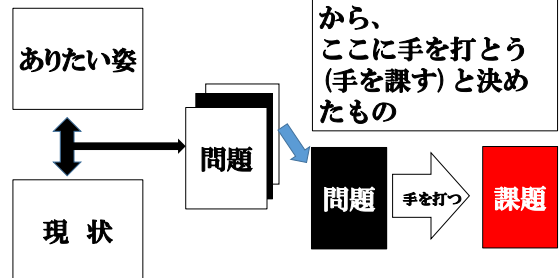 ありたい姿
から、
ここに手を打とう
(手を課す)と決め
たもの
問題
問題
手を打つ
課題
現 状